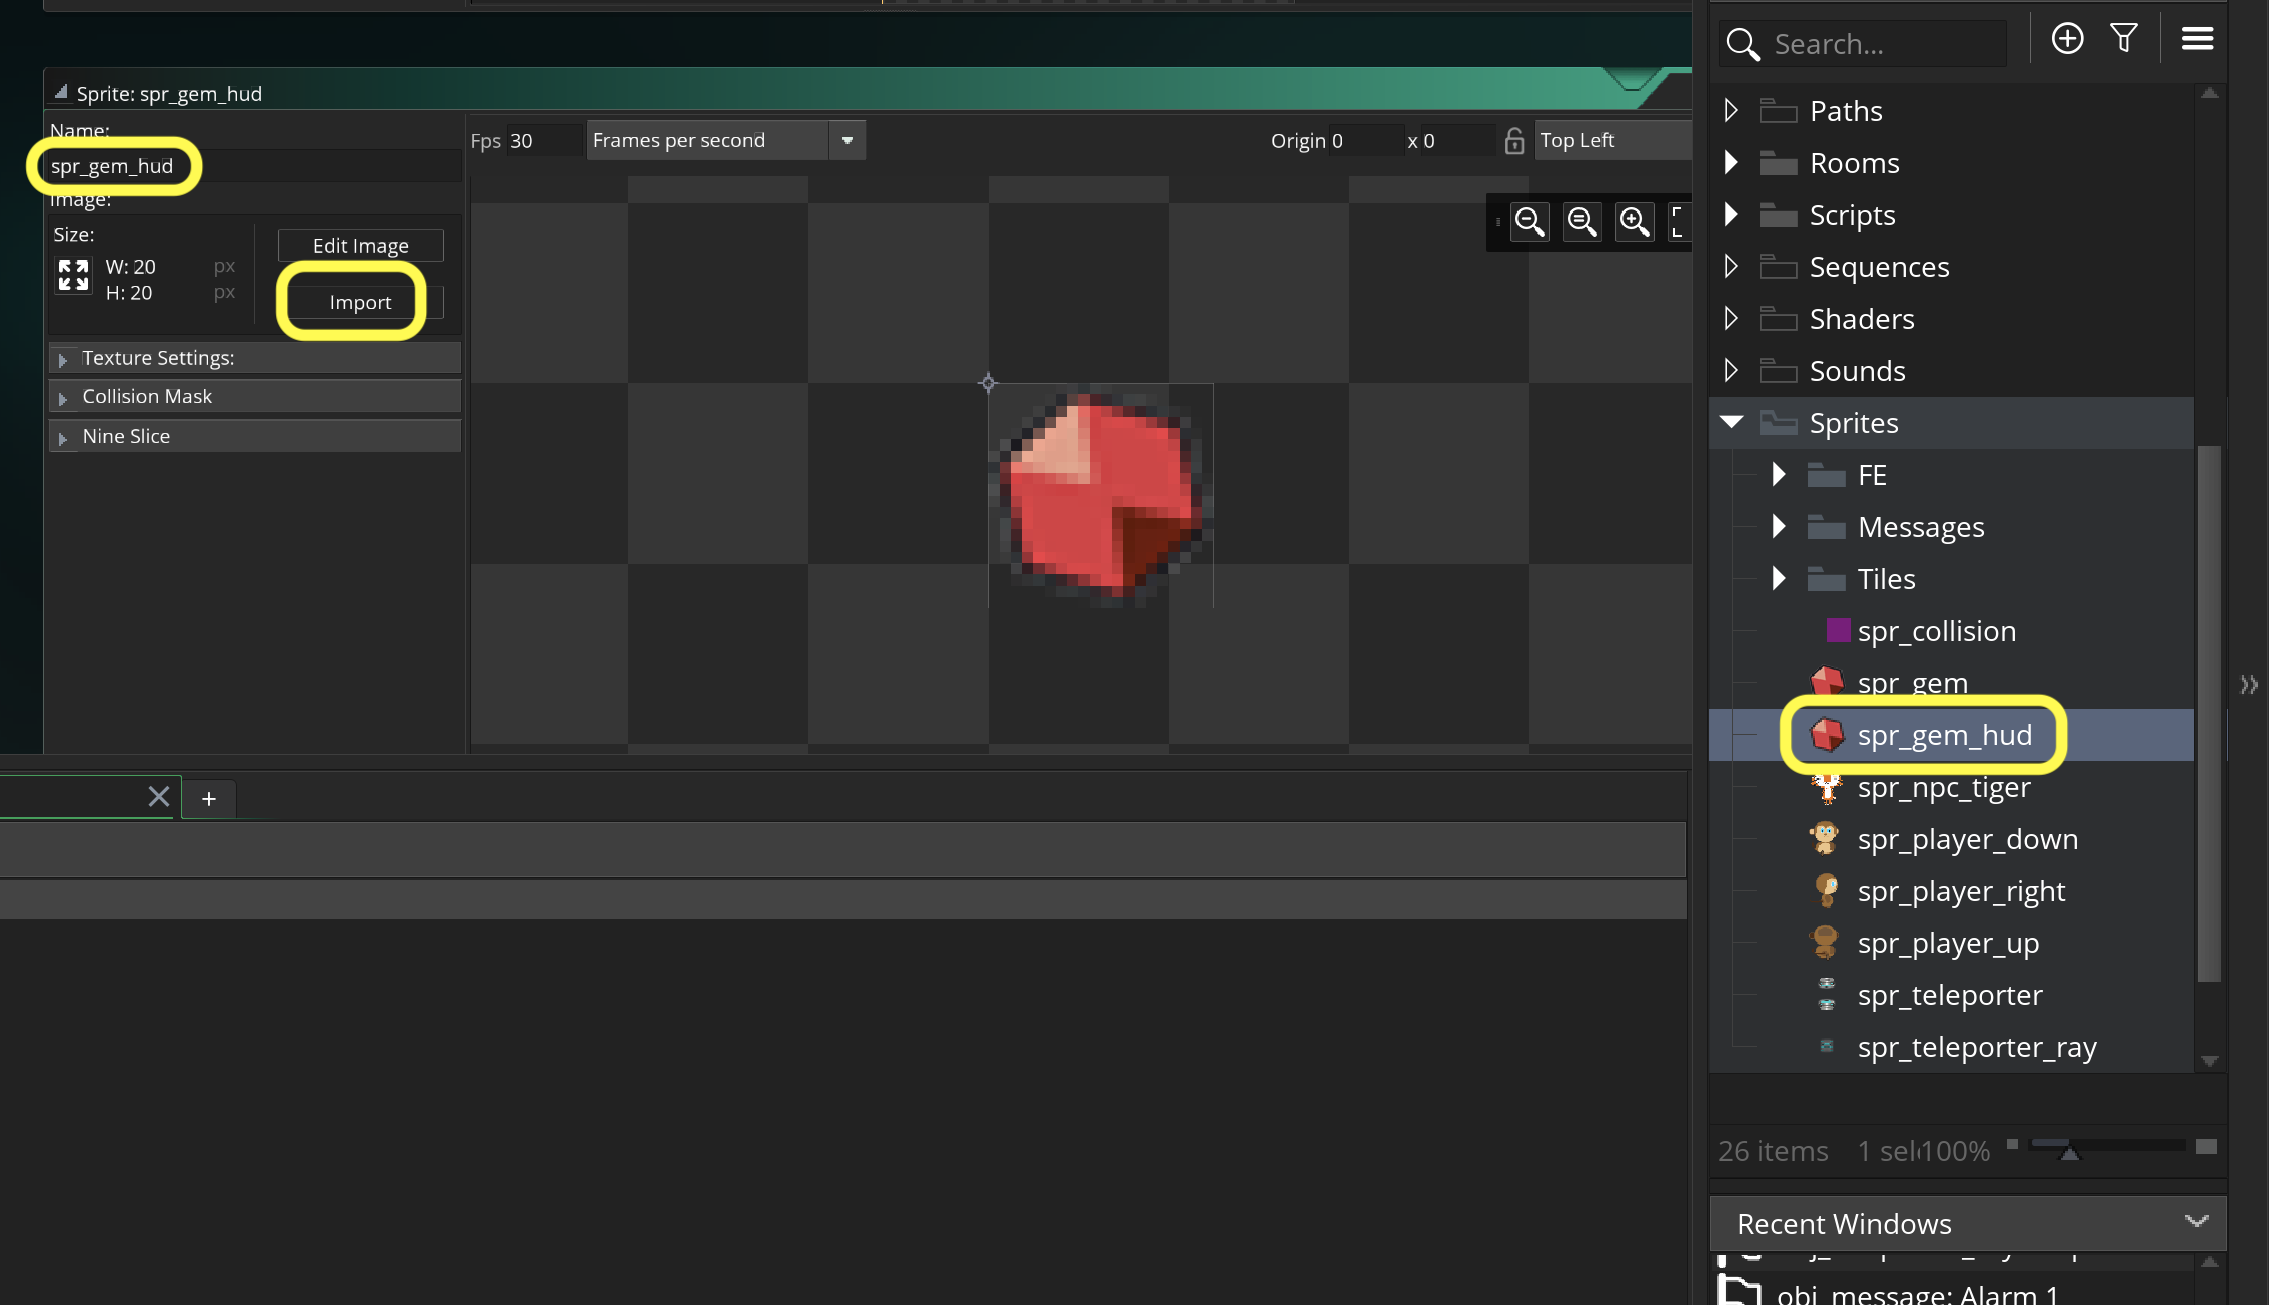 Sprite: spr_gem_hud
Name:
spr_gem_hud
Image:
Size:
W: 20 px
H: 20 px
Edit Image
Import
Texture Settings:
Collision Mask
Nine Slice
Fps 30 Frames per second
Origin 0 x 0 Top Left
+
Search...
Paths
Rooms
Scripts
Sequences
Shaders
Sounds
Sprites
FE
Messages
Tiles
spr_collision
spr_gem
spr_gem_hud
spr_npc_tiger
spr_player_down
spr_player_right
spr_player_up
spr_teleporter
spr_teleporter_ray
26 items 1 sel 100%
Recent Windows
obj_message: Alarm 1